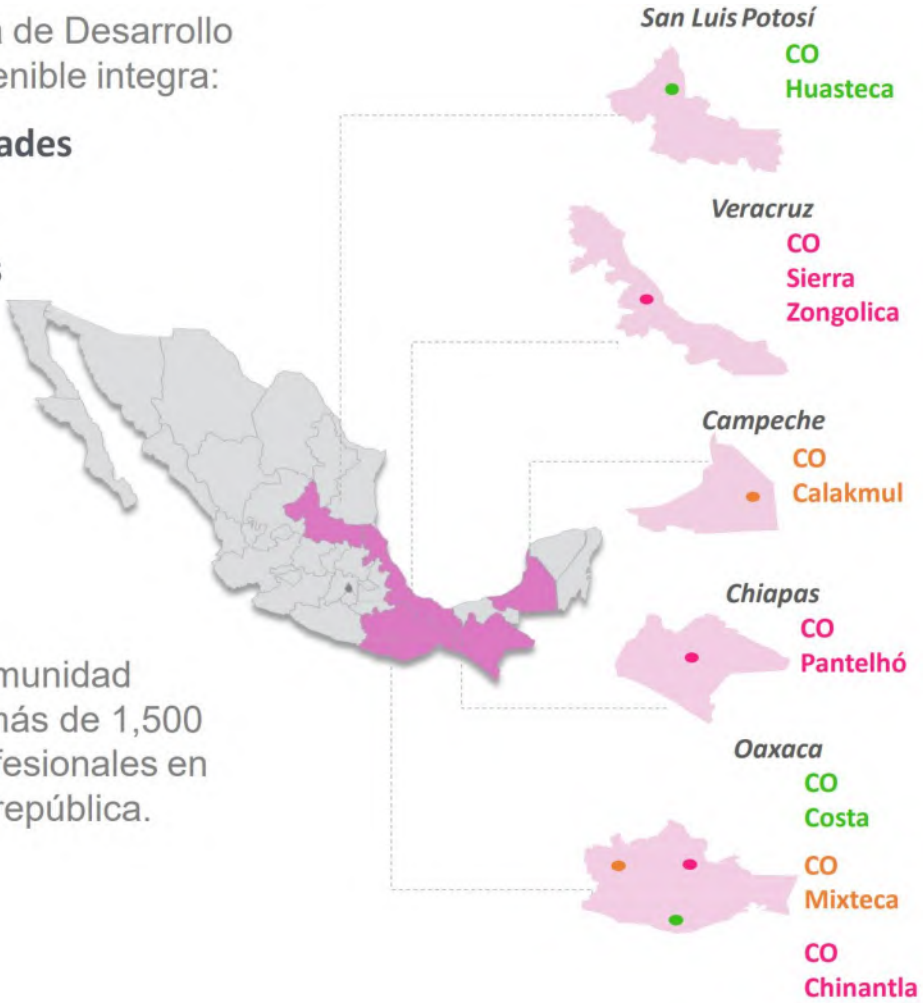 a de Desarrollo
enible integra:
ades
s
munidad
más de 1,500
fesionales en
república.
San Luis Potosí
CO
Huasteca
Veracruz
CO
Sierra
Zongolica
Campeche
CO
Calakmul
Chiapas
CO
Pantelhó
Oaxaca
CO
Costa
CO
Mixteca
CO
Chinantla